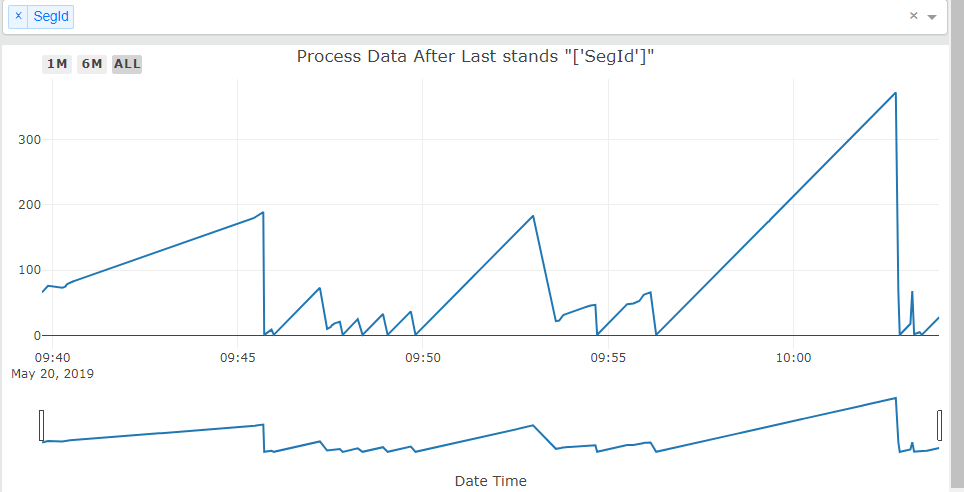 × SegId × 
Process Data After Last stands "['SegId']"
1M 6M ALL
300
200
100
0
09:40 09:45 09:50 09:55 10:00
May 20, 2019
Date Time